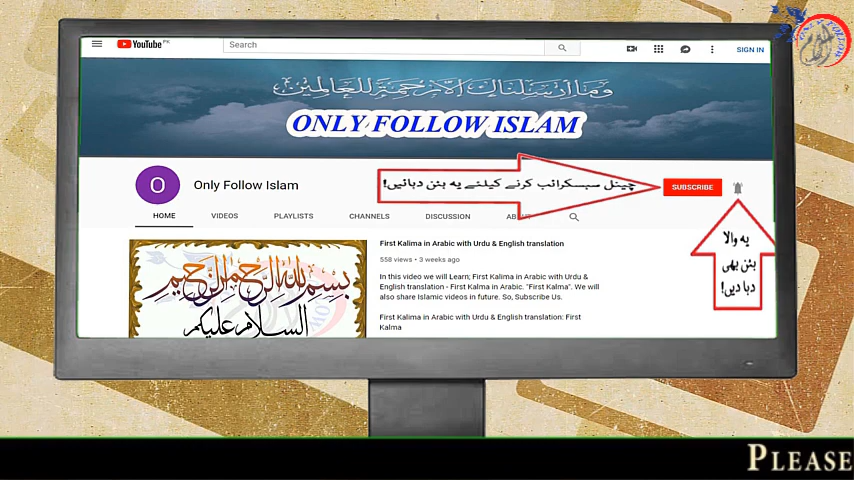 YouTube PK
Search
SIGN IN
وَمَا أَرْسَلْنَاكَ إِلَّا رَحْمَةً لِّلْعَالَمِينَ
ONLY FOLLOW ISLAM
O
Only Follow Islam
چینل سبسکرائب کرنے کیلئے یہ بٹن دبائیں!
SUBSCRIBE
HOME VIDEOS PLAYLISTS CHANNELS DISCUSSION
یہ والا
بٹن بھی
دبا دیں!
First Kalima in Arabic with Urdu & English translation
558 views • 3 weeks ago
In this video we will Learn; First Kalima in Arabic with Urdu &
English translation - First Kalima in Arabic. "First Kalma". We will
also share Islamic videos in future. So, Subscribe Us.
First Kalima in Arabic with Urdu & English translation: First
Kalma
بِسْمِ اللهِ الرَّحْمٰنِ الرَّحِيْمِ
السلام علیکم
PLEASE